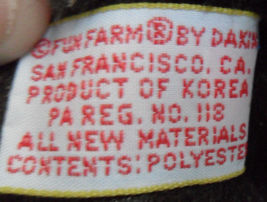 ©FUN FARM® BY DAKIN
SAN FRANCISCO, CA.
PRODUCT OF KOREA
PA REG. NO. 118
ALL NEW MATERIALS
CONTENTS: POLYESTE